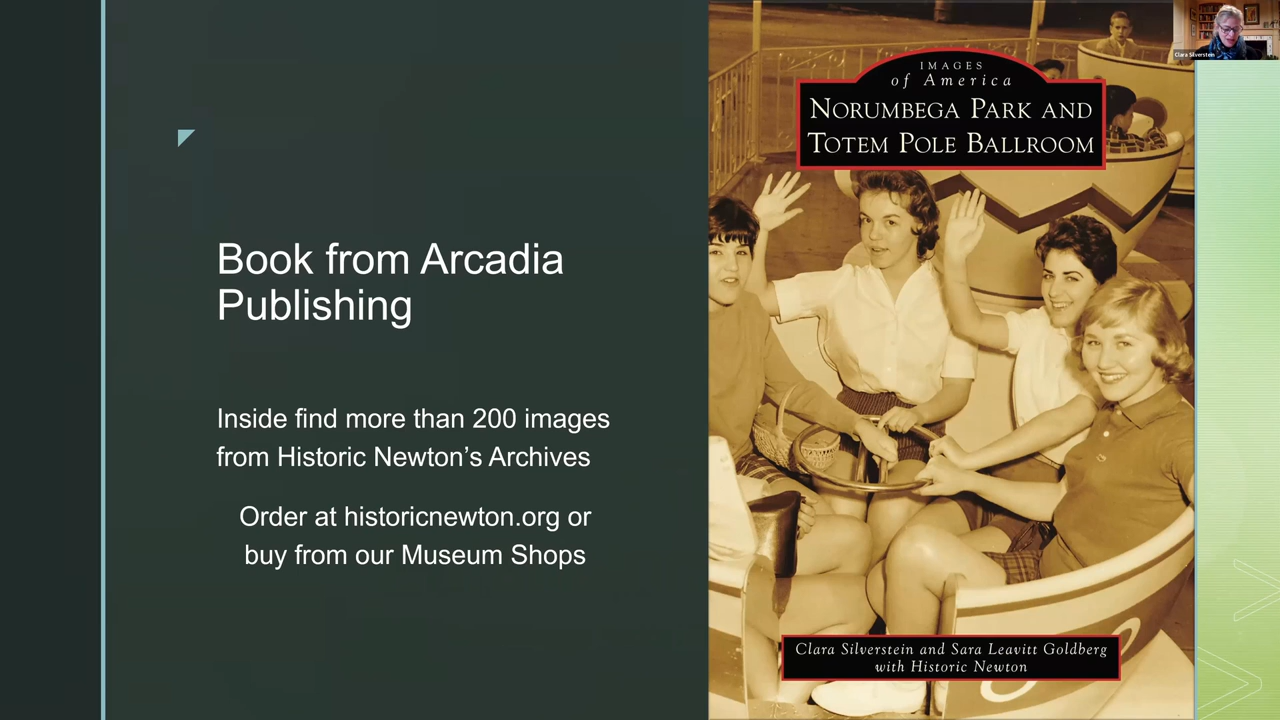 Book from Arcadia
Publishing
Inside find more than 200 images
from Historic Newton's Archives
Order at historicnewton.org or
buy from our Museum Shops
IMAGES
of America
NORUMBEGA PARK AND
TOTEM POLE BALLROOM
Clara Silverstein and Sara Leavitt Goldberg
with Historic Newton
Clara Silverstein